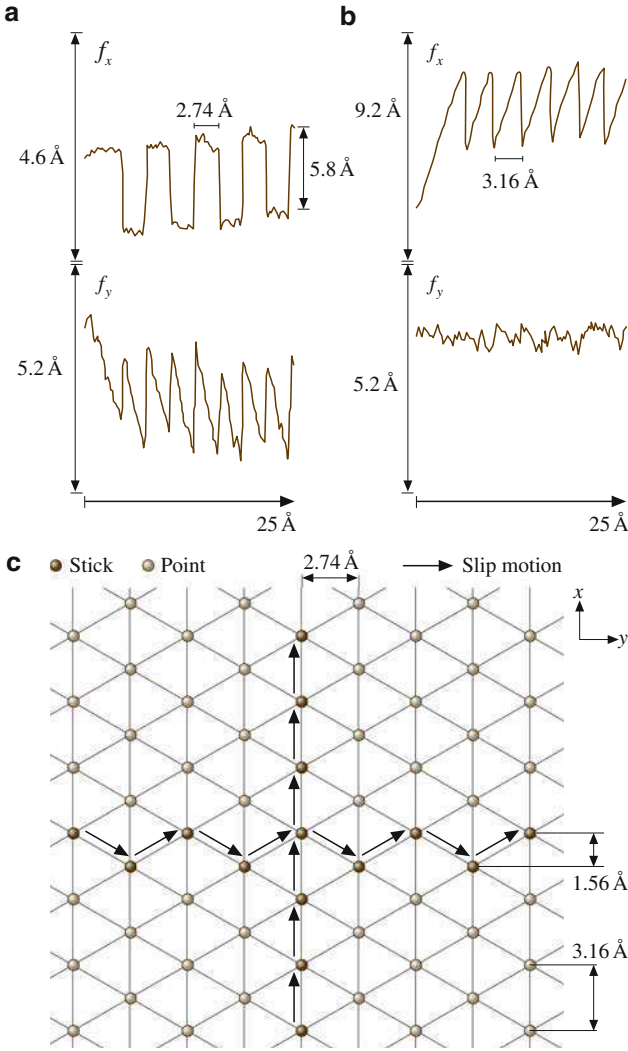 a
f_x
2.74 Å
4.6 Å
5.8 Å
f_y
5.2 Å
25 Å
b
f_x
9.2 Å
3.16 Å
f_y
5.2 Å
25 Å
c Stick Point 2.74 Å Slip motion
x
y
1.56 Å
3.16 Å